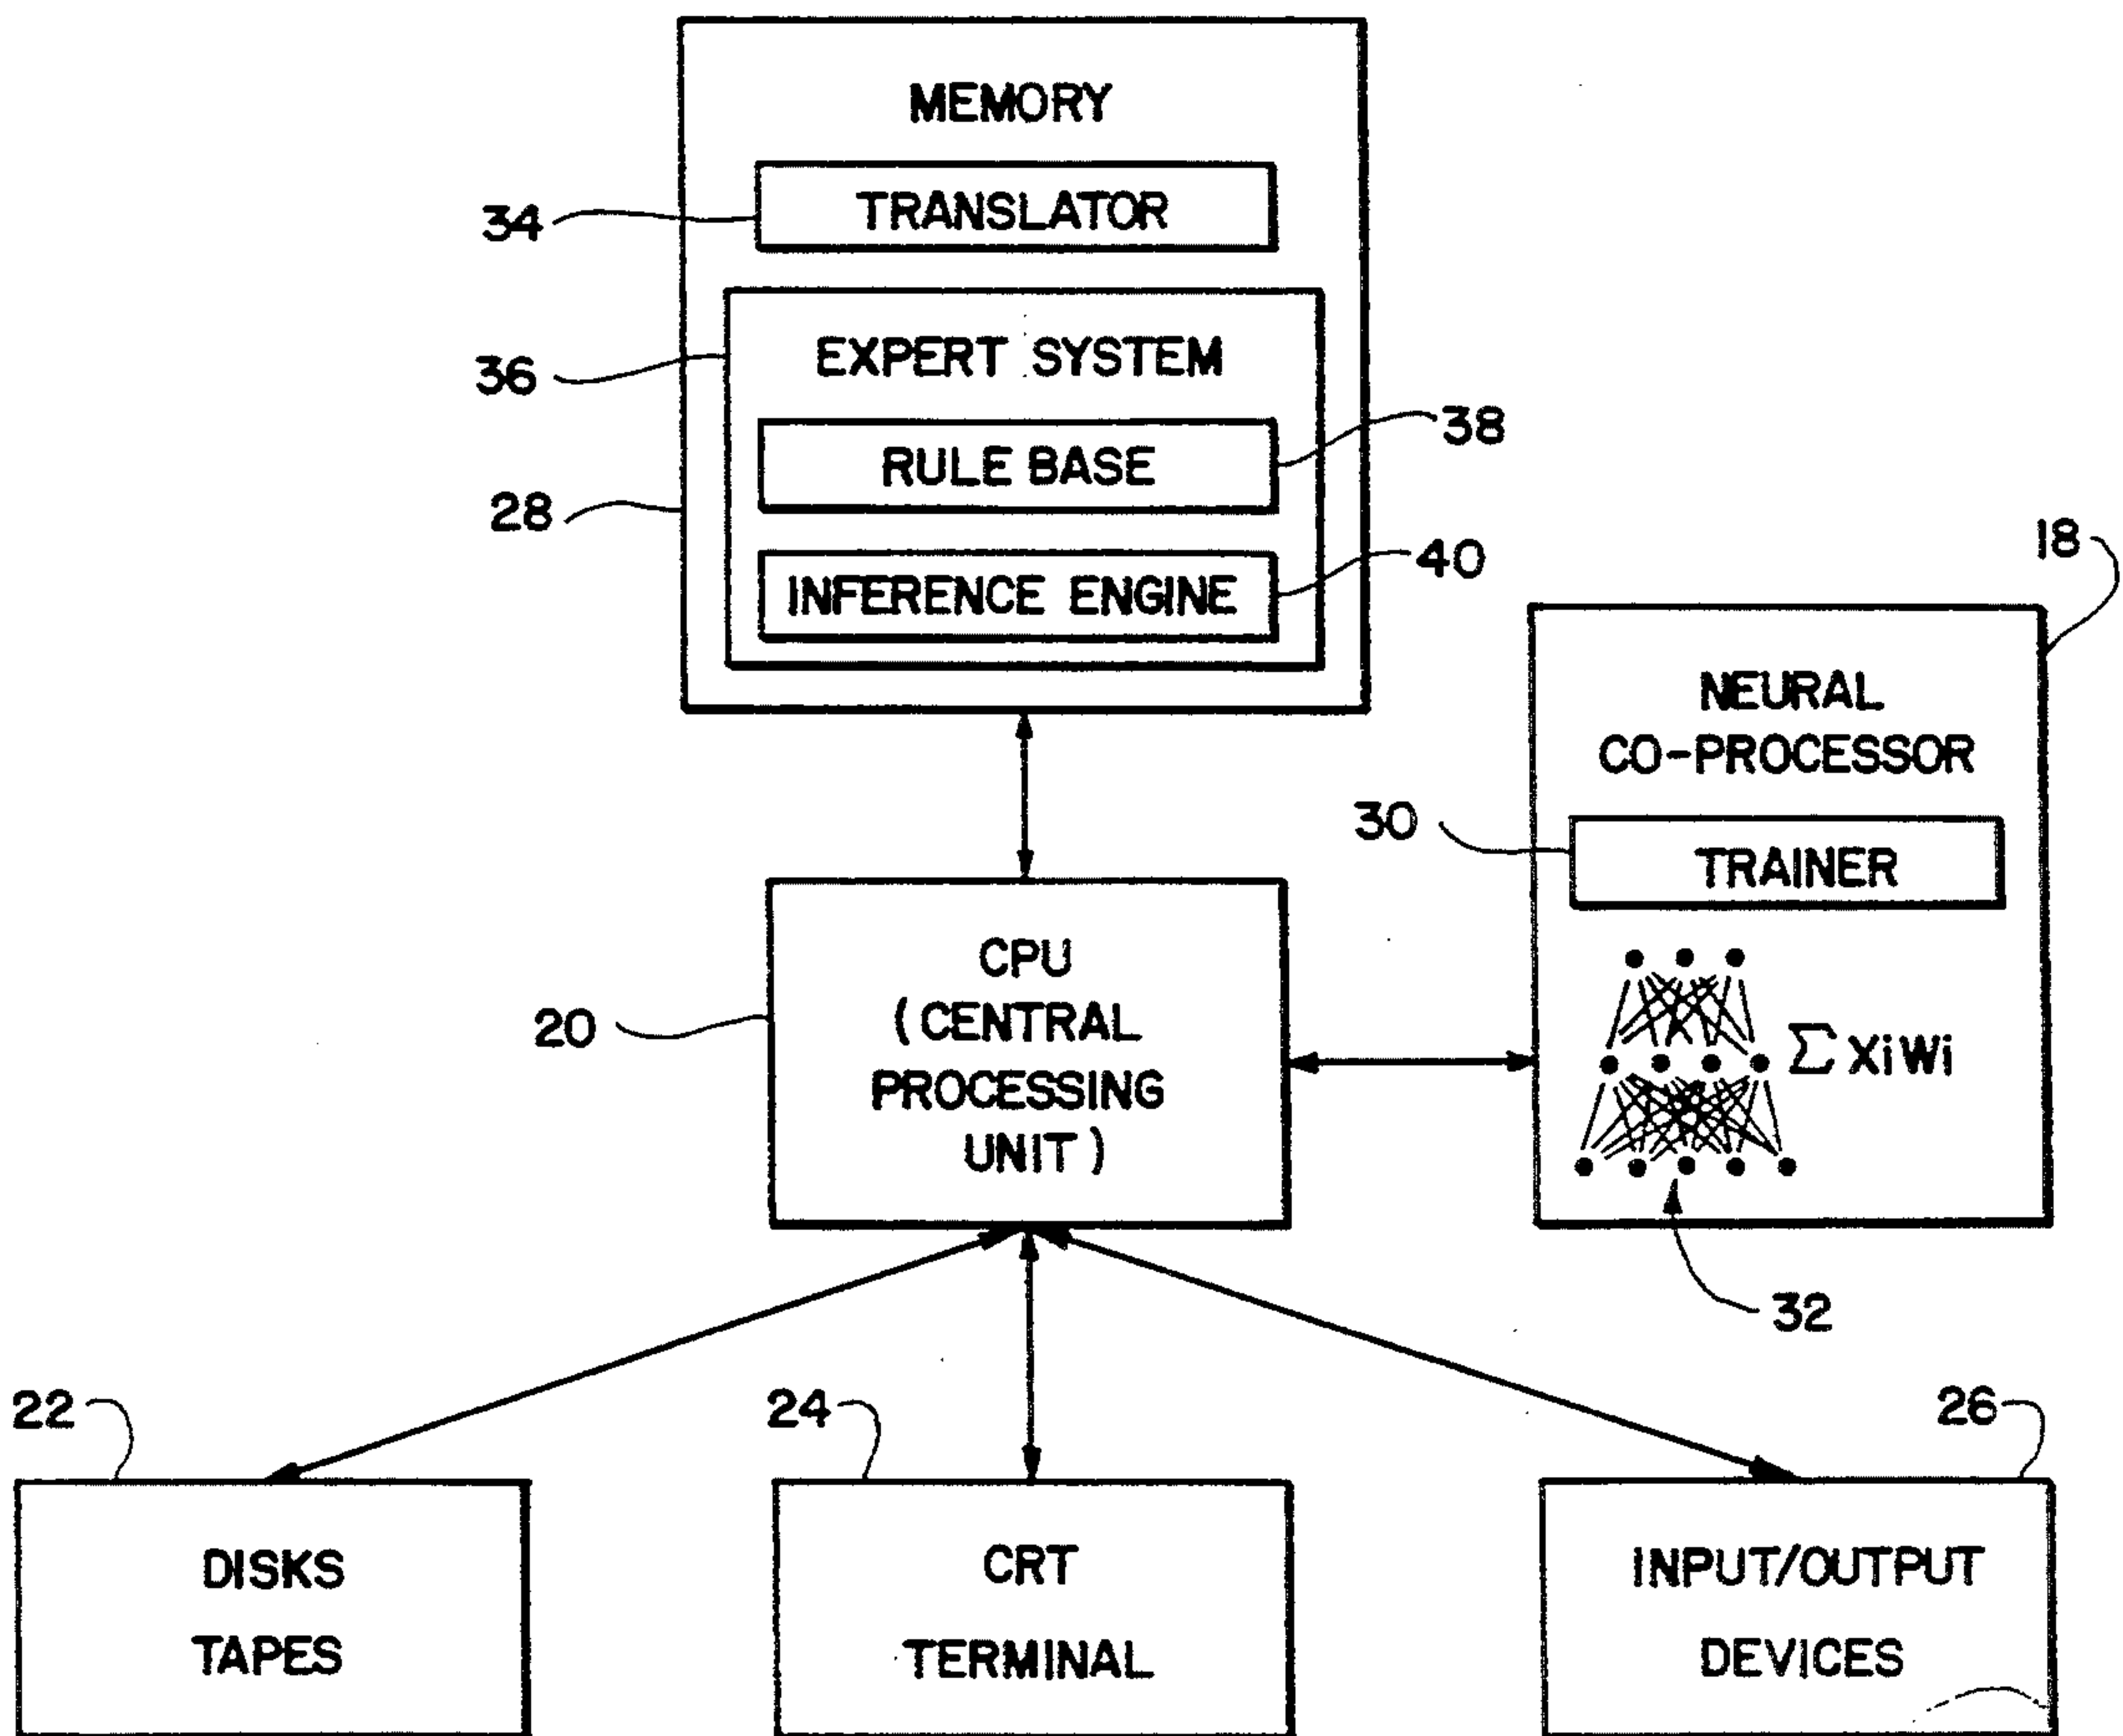 MEMORY
34
TRANSLATOR
36
EXPERT SYSTEM
38
RULE BASE
28
40
INFERENCE ENGINE
18
NEURAL
CO-PROCESSOR
30
TRAINER
20
CPU
(CENTRAL
PROCESSING
UNIT)
Σ XiWi
32
22
DISKS
TAPES
24
CRT
TERMINAL
26
INPUT/OUTPUT
DEVICES